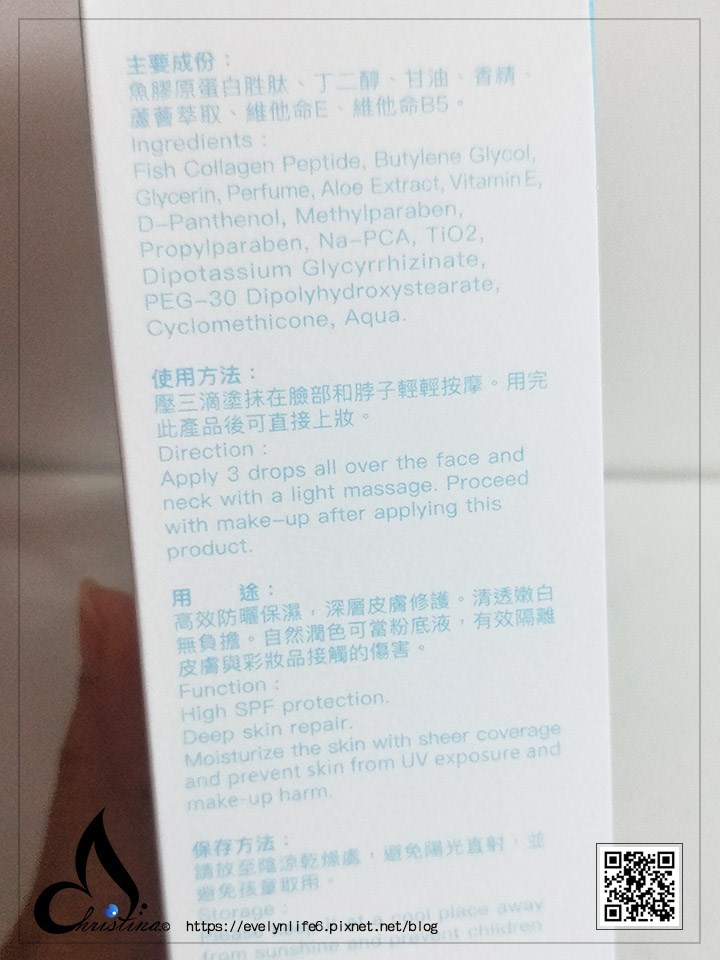 主要成份：
魚膠原蛋白胜肽、丁二醇、甘油、香精、
蘆薈萃取、維他命E、維他命B5。
Ingredients :
Fish Collagen Peptide, Butylene Glycol,
Glycerin, Perfume, Aloe Extract, Vitamin E,
D-Panthenol, Methylparaben,
Propylparaben, Na-PCA, TiO2,
Dipotassium Glycyrrhizinate,
PEG-30 Dipolyhydroxystearate,
Cyclomethicone, Aqua.
使用方法：
壓三滴塗抹在臉部和脖子輕輕按摩。用完
此產品後可直接上妝。
Direction :
Apply 3 drops all over the face and
neck with a light massage. Proceed
with make-up after applying this
product.
用　　途：
高效防曬保濕，深層皮膚修護。清透嫩白
無負擔。自然潤色可當粉底液，有效隔離
皮膚與彩妝品接觸的傷害。
Function :
High SPF protection.
Deep skin repair.
Moisturize the skin with sheer coverage
and prevent skin from UV exposure and
make-up harm.
保存方法：
請放至陰涼乾燥處，避免陽光直射，並
避免孩童取用。
Storage :
cool place away
from sunshine and prevent children
Christina©
https://evelynlife6.pixnet.net/blog